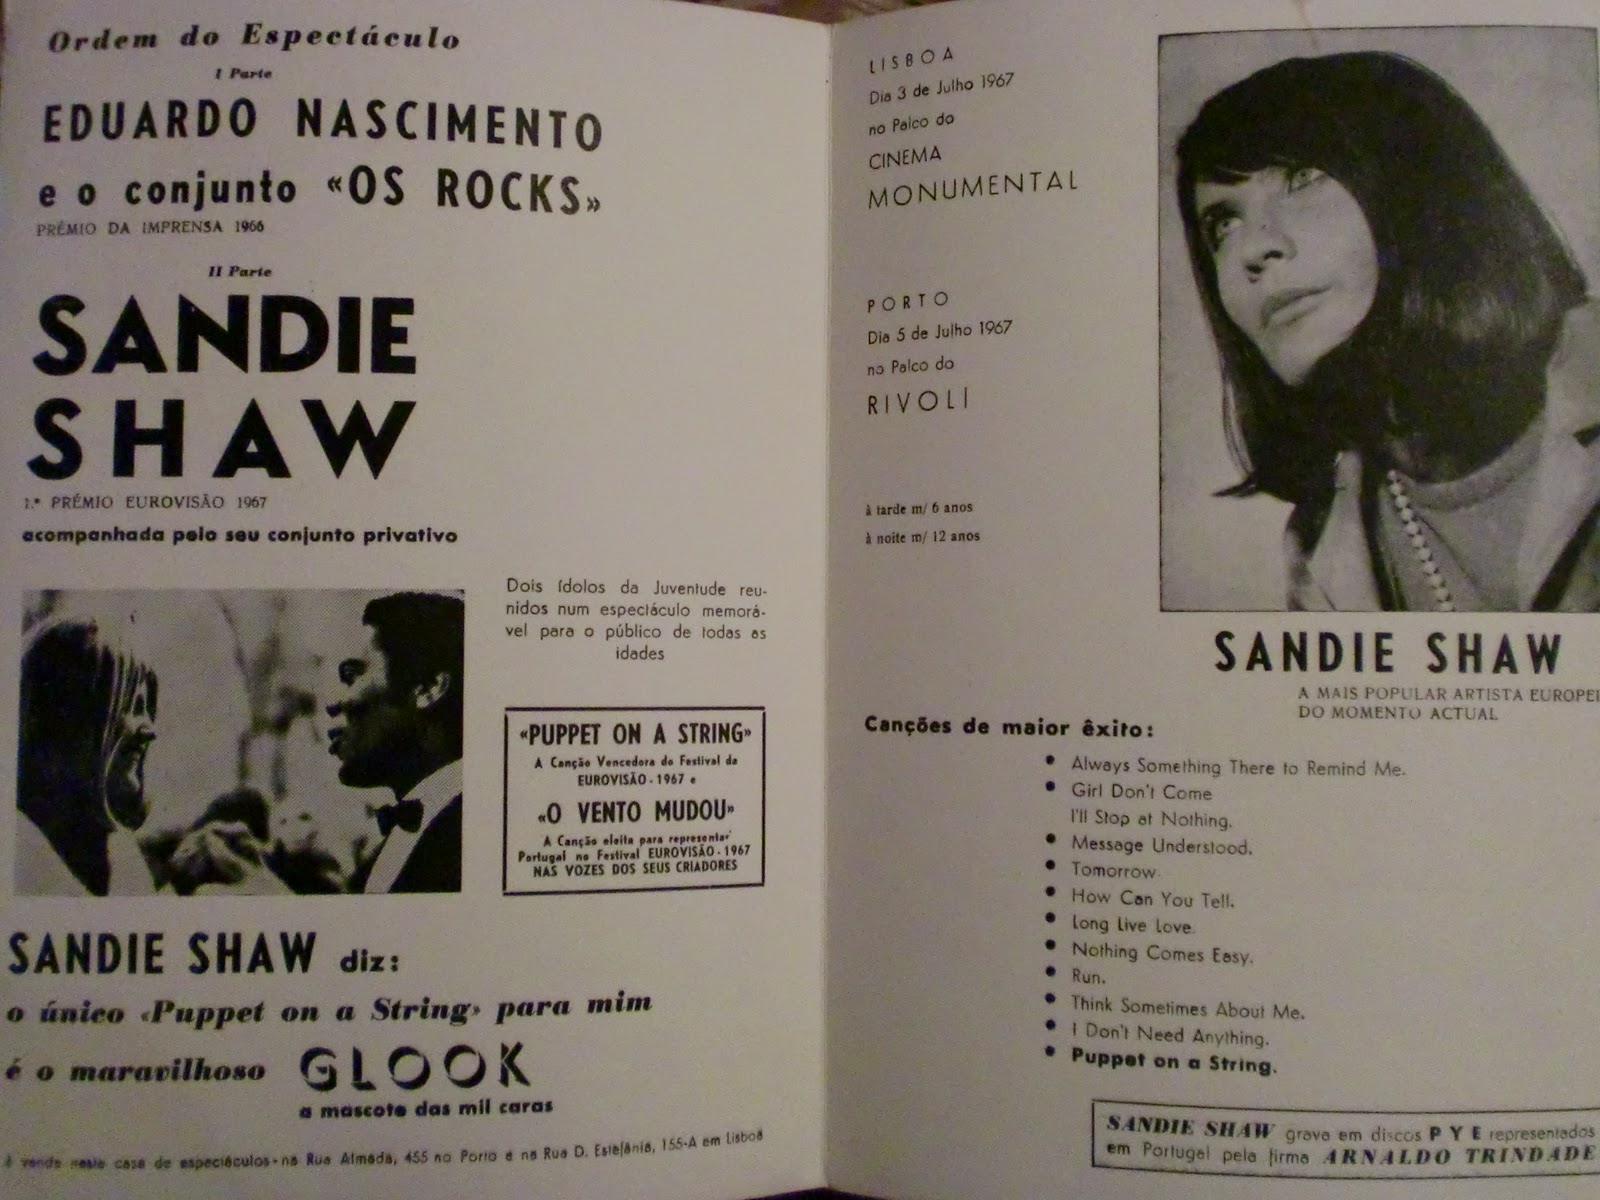 Ordem do Espectáculo
I Parte
EDUARDO NASCIMENTO
e o conjunto «OS ROCKS»
PRÉMIO DA IMPRENSA 1966
II Parte
SANDIE
SHAW
1.º PRÉMIO EUROVISÃO 1967
acompanhada pelo seu conjunto privativo
Dois ídolos da Juventude reu-
nidos num espectáculo memorá-
vel para o público de todas as
idades
«PUPPET ON A STRING»
A Canção Vencedora do Festival da
EUROVISÃO - 1967 e
«O VENTO MUDOU»
A Canção eleita para representar
Portugal no Festival EUROVISÃO - 1967
NAS VOZES DOS SEUS CRIADORES
SANDIE SHAW diz:
o único «Puppet on a String» para mim
é o maravilhoso GLOOK
a mascote das mil caras
à venda nesta casa de espectáculos - na Rua Almada, 455 no Porto e na Rua D. Estefânia, 155-A em Lisboa
LISBOA
Dia 3 de Julho 1967
no Palco do
CINEMA
MONUMENTAL
PORTO
Dia 5 de Julho 1967
no Palco do
RIVOLI
à tarde m/ 6 anos
à noite m/ 12 anos
SANDIE SHAW
A MAIS POPULAR ARTISTA EUROPEI
DO MOMENTO ACTUAL
Canções de maior êxito:
• Always Something There to Remind Me.
• Girl Don't Come
I'll Stop at Nothing.
• Message Understood.
• Tomorrow
• How Can You Tell.
• Long Live Love
• Nothing Comes Easy.
• Run.
• Think Sometimes About Me.
• I Don't Need Anything.
• Puppet on a String.
SANDIE SHAW grava em discos PYE representados
em Portugal pela firma ARNALDO TRINDADE